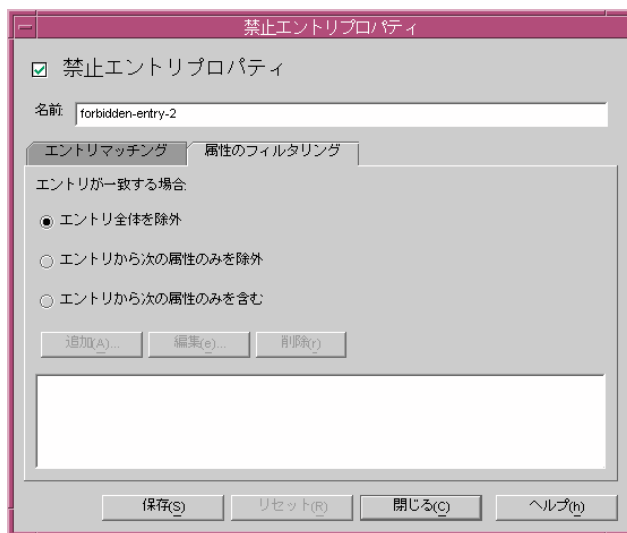 禁止エントリプロパティ
禁止エントリプロパティ
名前: forbidden-entry-2
エントリマッチング 属性のフィルタリング
エントリが一致する場合:
エントリ全体を除外
エントリから次の属性のみを除外
エントリから次の属性のみを含む
追加(A)... 編集(e)... 削除(r)
保存(S) リセット(R) 閉じる(C) ヘルプ(h)